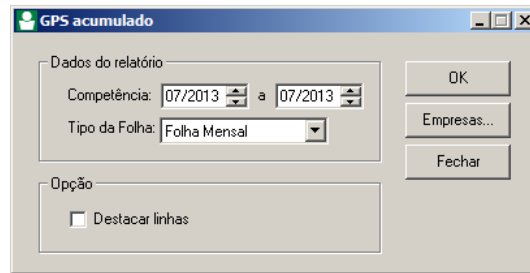 GPS acumulado
Dados do relatório
Competência: 07/2013 a 07/2013
Tipo da Folha: Folha Mensal
OK
Empresas...
Fechar
Opção
Destacar linhas